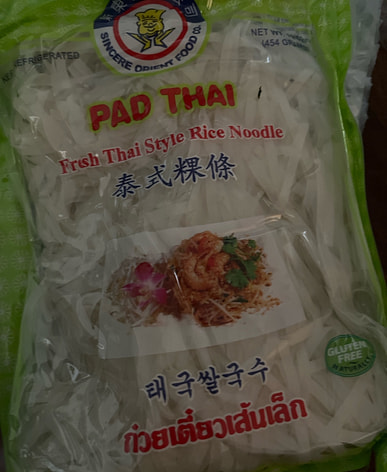 SINCERE ORIENT FOOD CO.
REFRIGERATED
NET W
(454 GRAMS
PAD THAI
Fresh Thai Style Rice Noodle
泰式粿條
GLUTEN
FREE
NATURALLY
태국쌀국수
ก๋วยเตี๋ยวเส้นเล็ก